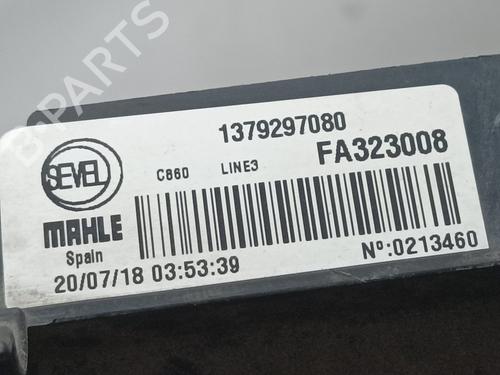 B-PARTS
1379297080
SEVEL
C860 LINE3 FA323008
MAHLE
Spain
Nº:0213460
20/07/18 03:53:39